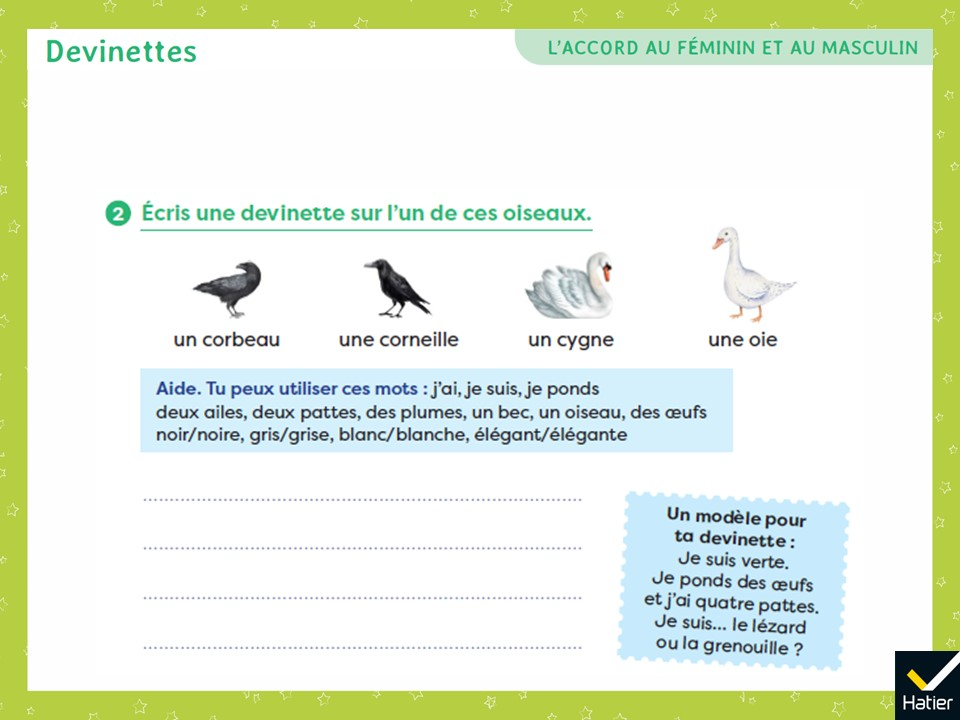 Devinettes
L'ACCORD AU FÉMININ ET AU MASCULIN
2 Écris une devinette sur l'un de ces oiseaux.
un corbeau
une corneille
un cygne
une oie
Aide. Tu peux utiliser ces mots : j'ai, je suis, je ponds
deux ailes, deux pattes, des plumes, un bec, un oiseau, des œufs
noir/noire, gris/grise, blanc/blanche, élégant/élégante
Un modèle pour
ta devinette :
Je suis verte.
Je ponds des œufs
et j'ai quatre pattes.
Je suis... le lézard
ou la grenouille ?
Hatier